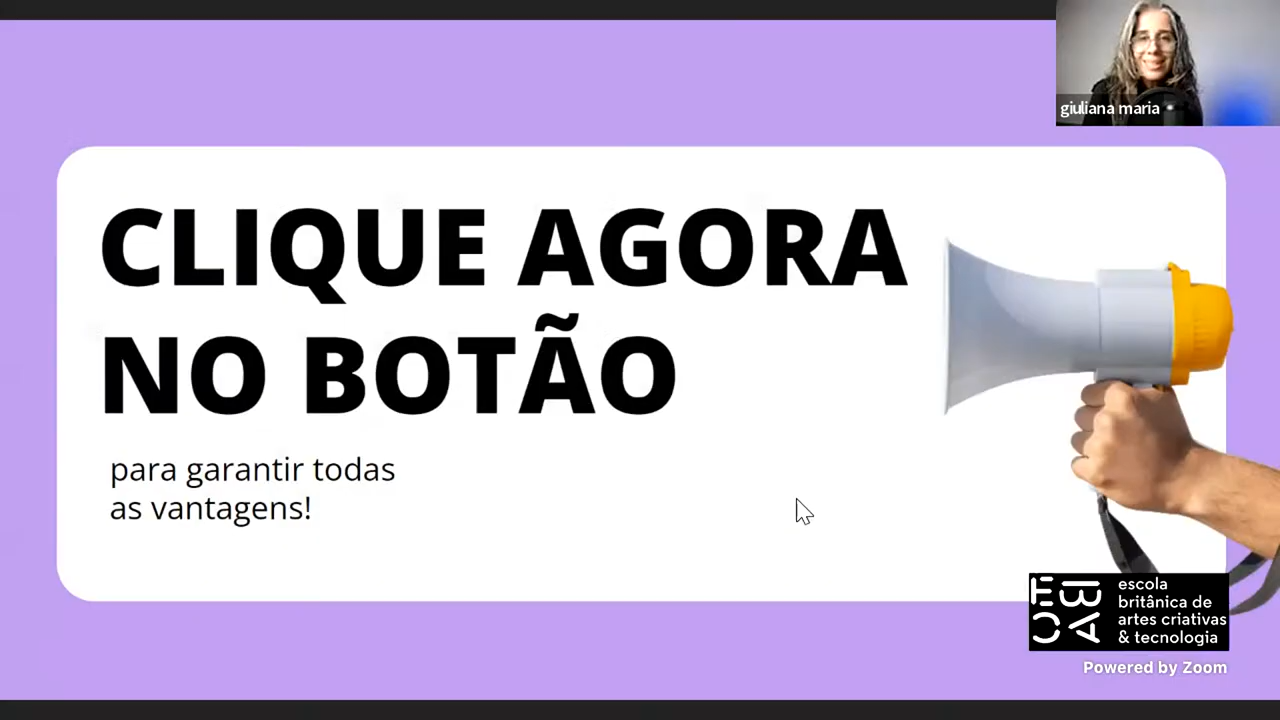 giuliana maria
CLIQUE AGORA
NO BOTÃO
para garantir todas
as vantagens!
EBAC
escola
britânica de
artes criativas
& tecnologia
Powered by Zoom